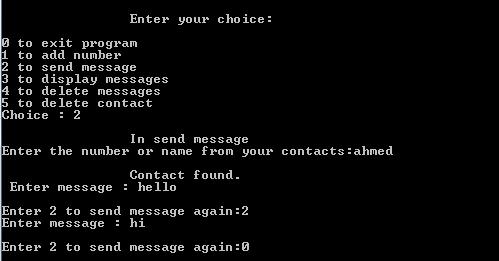 Enter your choice:
0 to exit program
1 to add number
2 to send message
3 to display messages
4 to delete messages
5 to delete contact
Choice : 2
In send message
Enter the number or name from your contacts:ahmed
Contact found.
Enter message : hello
Enter 2 to send message again:2
Enter message : hi
Enter 2 to send message again:0